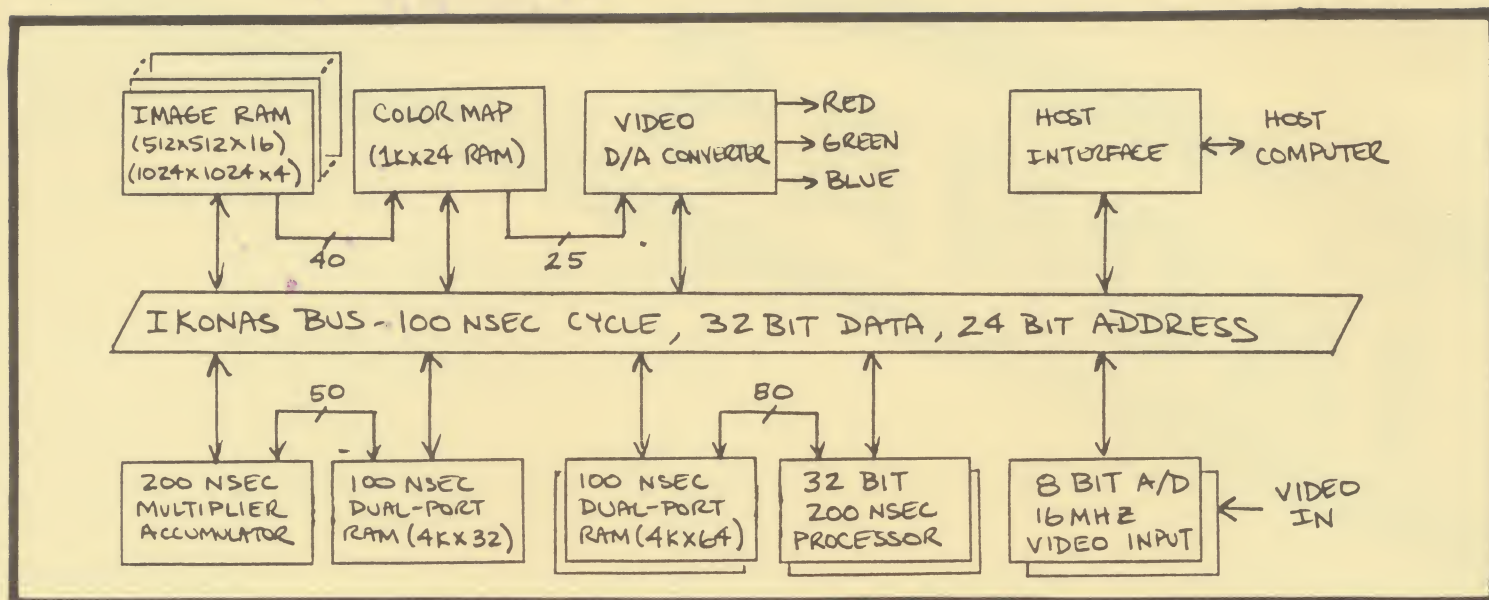 IMAGE RAM
(512x512x16)
(1024x1024x4)
COLOR MAP
(1Kx24 RAM)
VIDEO
D/A CONVERTER
RED
GREEN
BLUE
HOST
INTERFACE
HOST
COMPUTER
40
25
IKONAS BUS - 100 NSEC CYCLE, 32 BIT DATA, 24 BIT ADDRESS
50
80
200 NSEC
MULTIPLIER
ACCUMULATOR
100 NSEC
DUAL-PORT
RAM (4Kx32)
100 NSEC
DUAL-PORT
RAM (4Kx64)
32 BIT
200 NSEC
PROCESSOR
8 BIT A/D
16 MHZ
VIDEO INPUT
VIDEO
IN